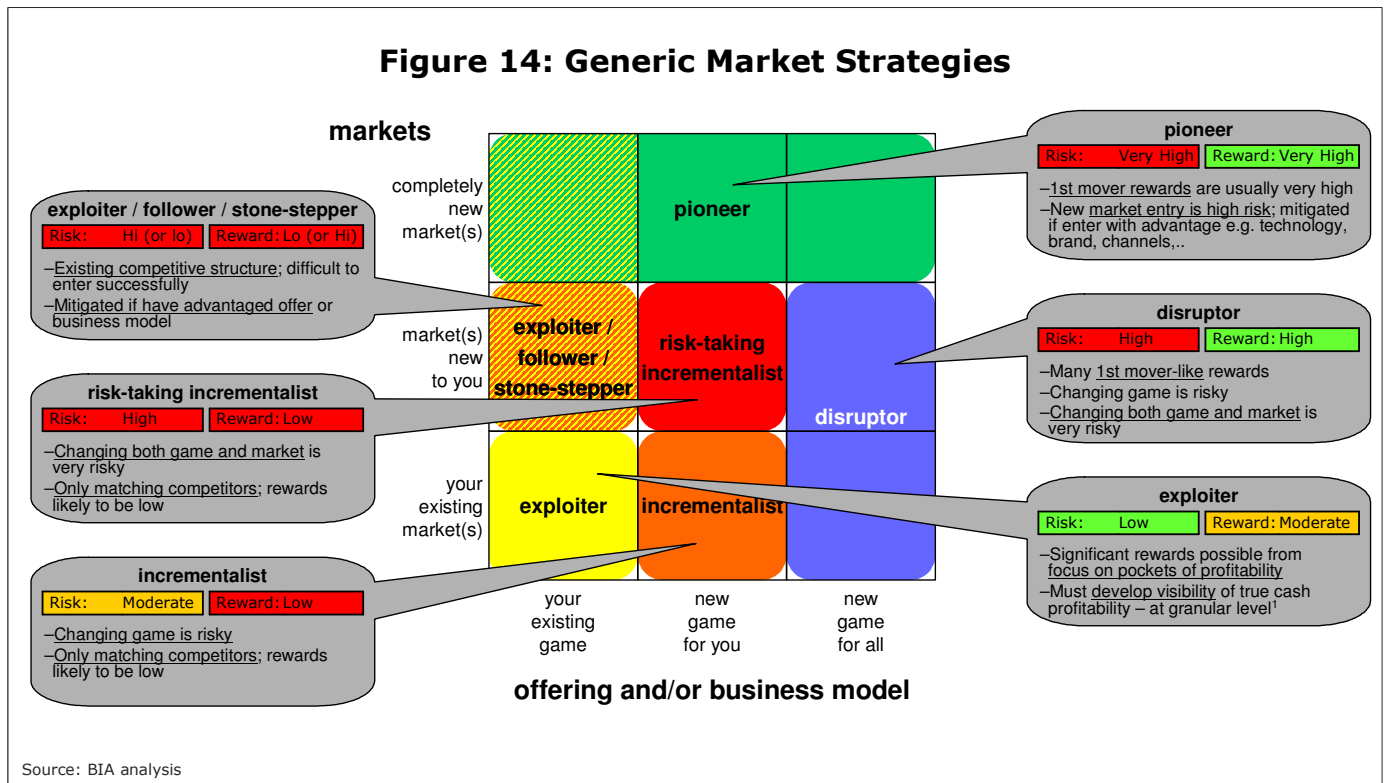 Figure 14: Generic Market Strategies
markets
exploiter / follower / stone-stepper
Risk: Hi (or lo) Reward: Lo (or Hi)
–Existing competitive structure; difficult to
enter successfully
–Mitigated if have advantaged offer or
business model
risk-taking incrementalist
Risk: High Reward: Low
–Changing both game and market is
very risky
–Only matching competitors; rewards
likely to be low
incrementalist
Risk: Moderate Reward: Low
–Changing game is risky
–Only matching competitors; rewards
likely to be low
completely
new
market(s)
pioneer
market(s)
new
to you
exploiter /
follower /
stone-stepper
risk-taking
incrementalist
disruptor
your
existing
market(s)
exploiter
incrementalist
your
existing
game
new
game
for you
new
game
for all
offering and/or business model
pioneer
Risk: Very High Reward: Very High
–1st mover rewards are usually very high
–New market entry is high risk; mitigated
if enter with advantage e.g. technology,
brand, channels,..
disruptor
Risk: High Reward: High
–Many 1st mover-like rewards
–Changing game is risky
–Changing both game and market is
very risky
exploiter
Risk: Low Reward: Moderate
–Significant rewards possible from
focus on pockets of profitability
–Must develop visibility of true cash
profitability – at granular level¹
Source: BIA analysis